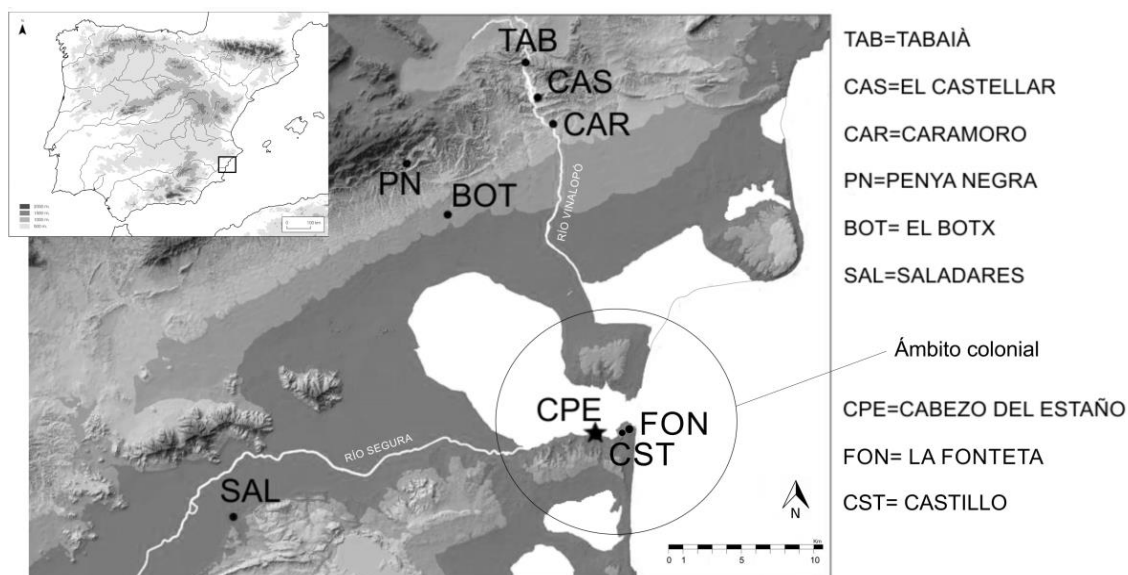 TAB
CAS
CAR
PN
BOT
RÍO VINALOPÓ
CPE
FON
CST
RÍO SEGURA
SAL
N
Km
0 1 5 10
TAB=TABAIÀ
CAS=EL CASTELLAR
CAR=CARAMORO
PN=PENYA NEGRA
BOT= EL BOTX
SAL=SALADARES
Ámbito colonial
CPE=CABEZO DEL ESTAÑO
FON= LA FONTETA
CST= CASTILLO